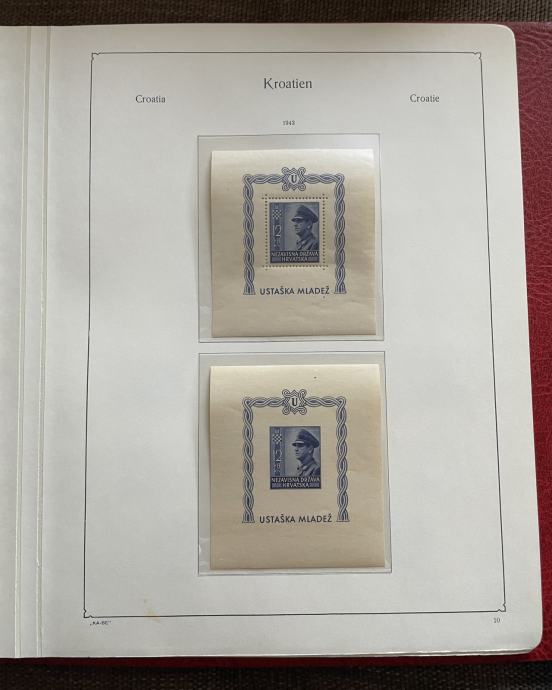 Kroatien
Croatia
Croatie
1943
U
NEZAVISNA DRŽAVA
HRVATSKA
USTAŠKA MLADEŽ
U
NEZAVISNA DRŽAVA
HRVATSKA
USTAŠKA MLADEŽ
„KA-BE”
10